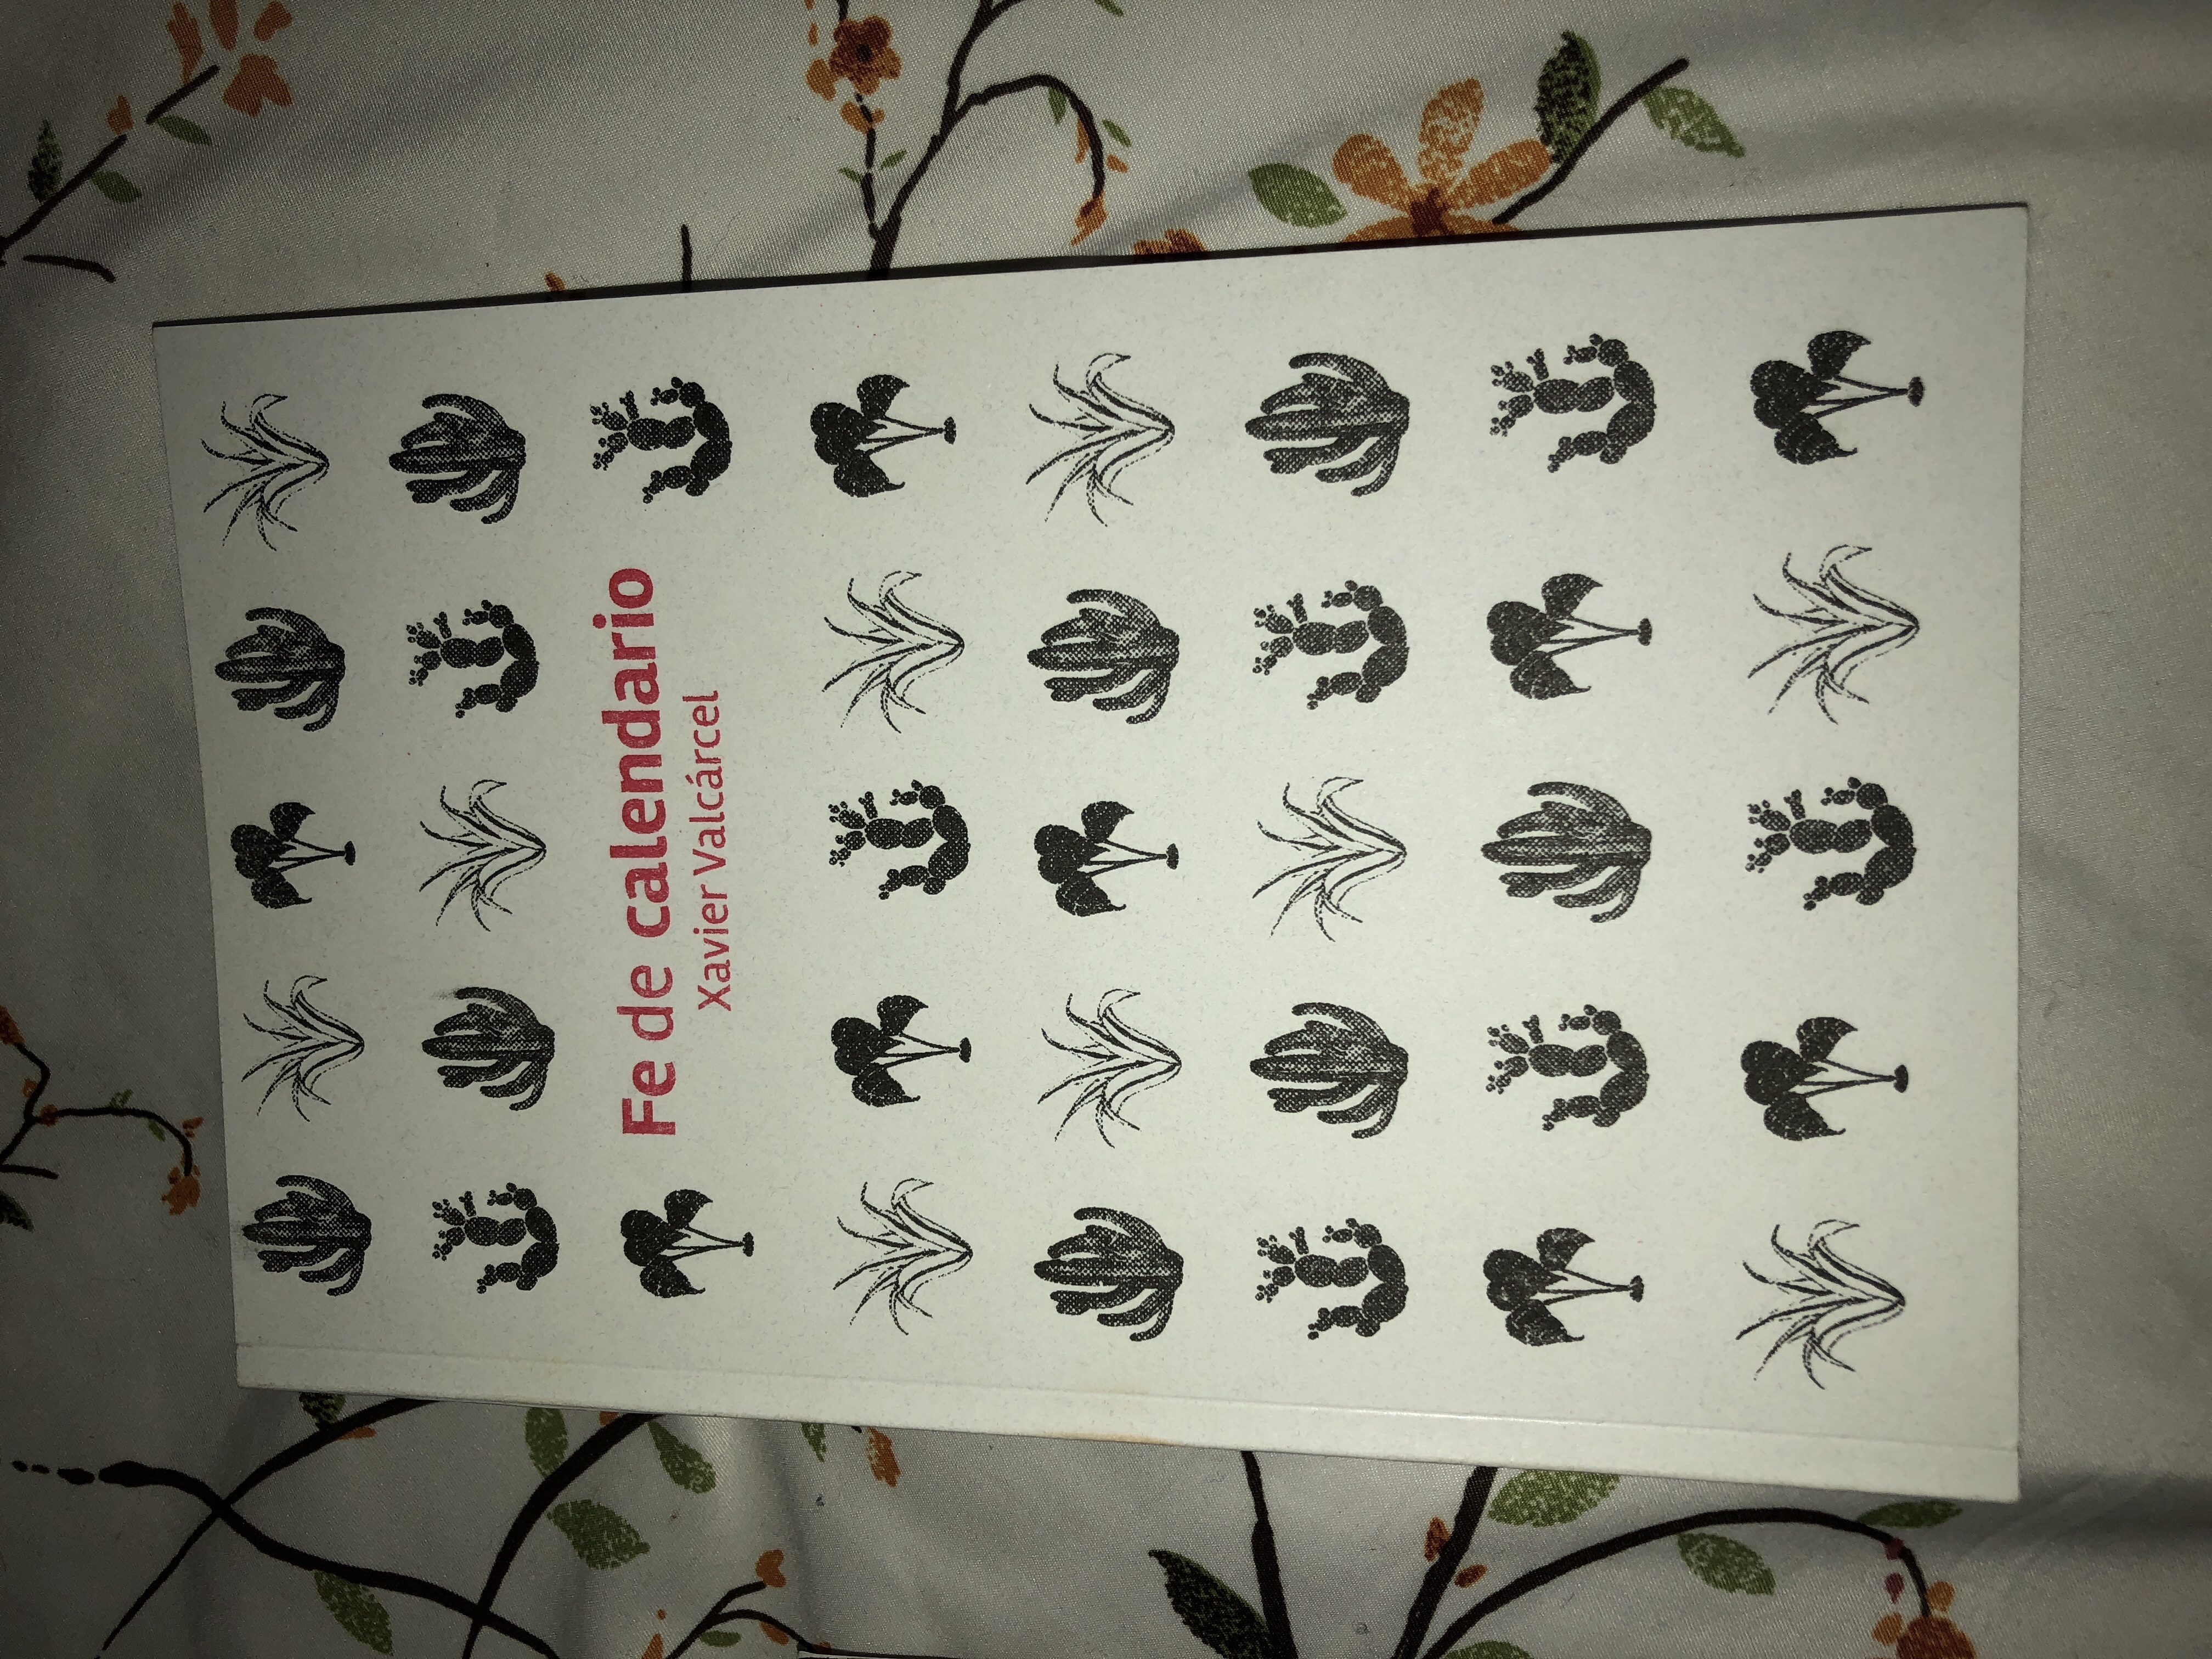 Fe de calendario
Xavier Valcárcel